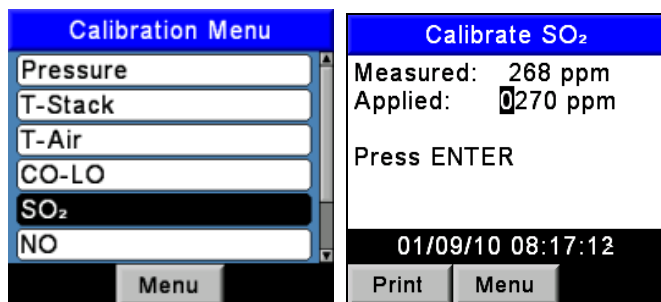 Calibration Menu
Pressure
T-Stack
T-Air
CO-LO
SO₂
NO
Menu
Calibrate SO₂
Measured: 268 ppm
Applied: 0270 ppm
Press ENTER
01/09/10 08:17:12
Print Menu